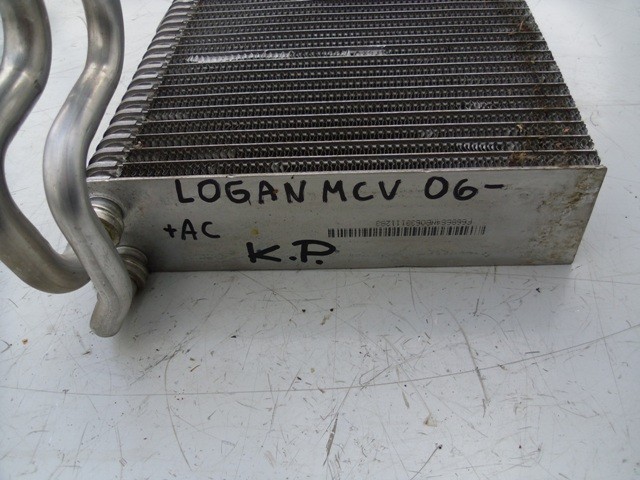 LOGAN MCV 06-
+AC
K.P.